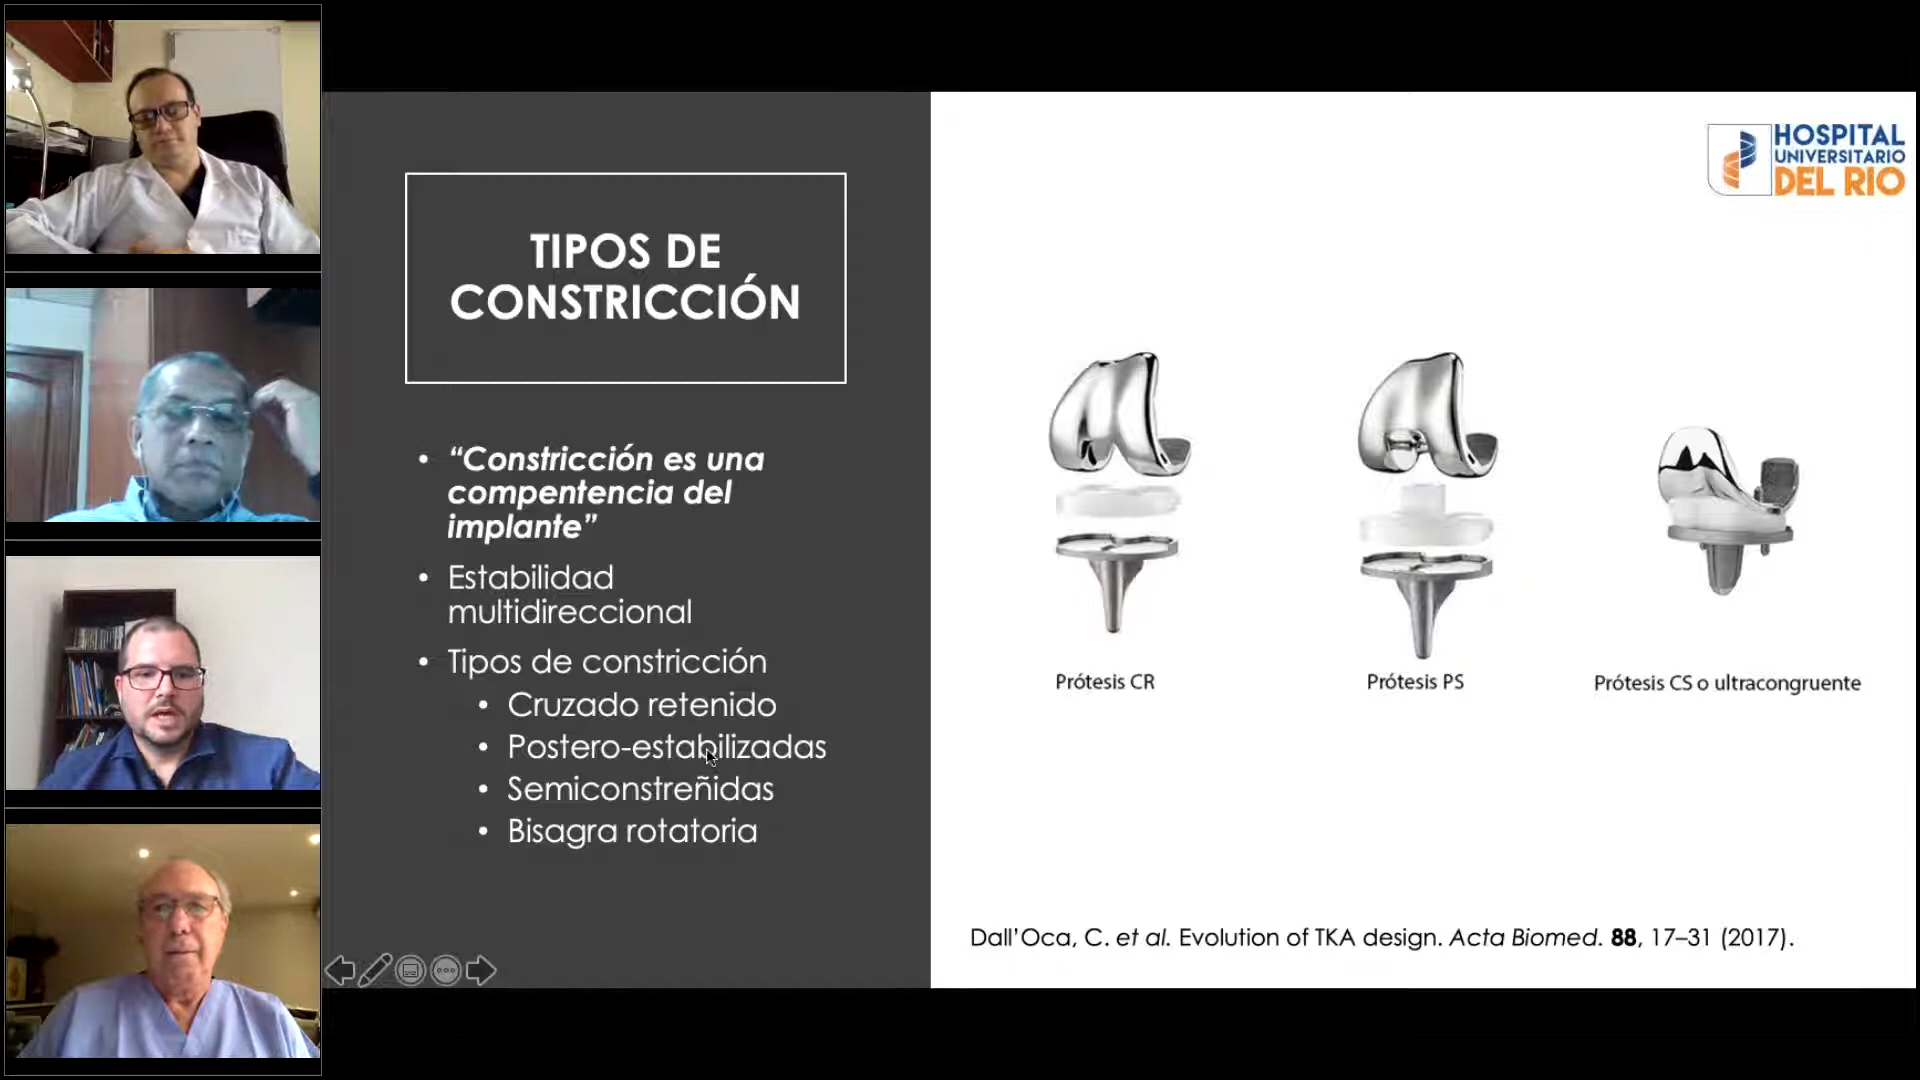 TIPOS DE
CONSTRICCIÓN
• “Constricción es una
compentencia del
implante”
• Estabilidad
multidireccional
• Tipos de constricción
• Cruzado retenido
• Postero-estabilizadas
• Semiconstreñidas
• Bisagra rotatoria
HOSPITAL
UNIVERSITARIO
DEL RIO
Prótesis CR
Prótesis PS
Prótesis CS o ultracongruente
Dall’Oca, C. et al. Evolution of TKA design. Acta Biomed. 88, 17–31 (2017).